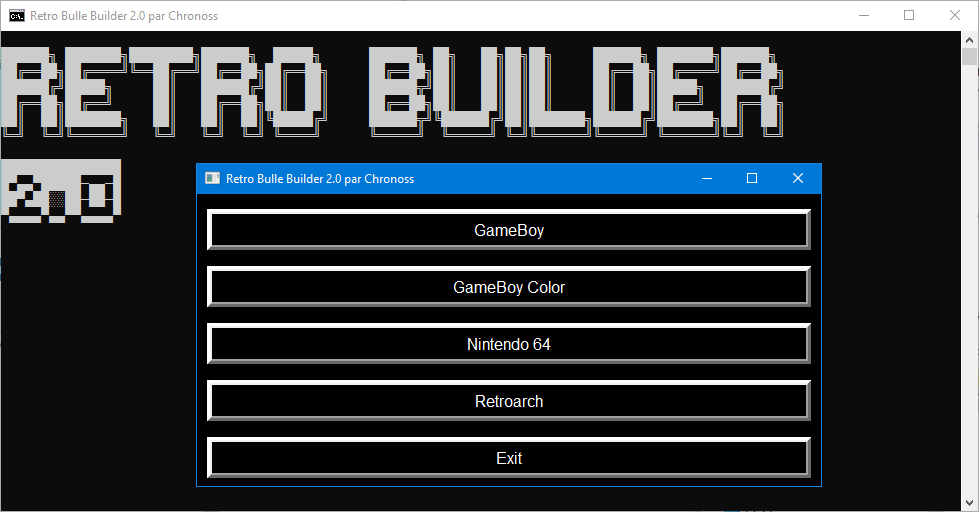 Retro Bulle Builder 2.0 par Chronoss
RETRO BUILDER
2.0
Retro Bulle Builder 2.0 par Chronoss
GameBoy
GameBoy Color
Nintendo 64
Retroarch
Exit